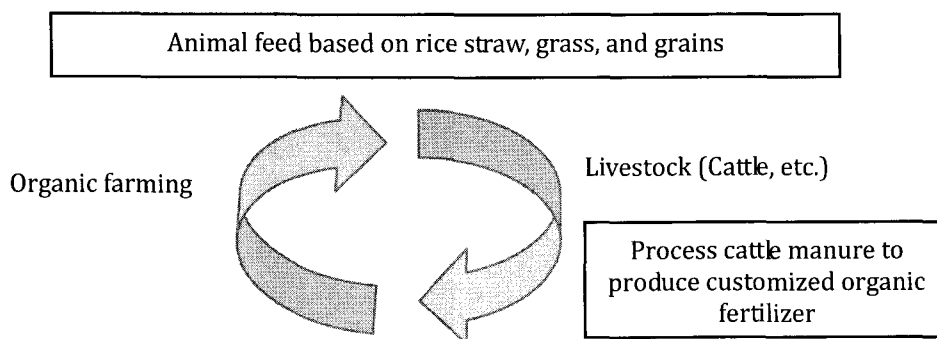 Animal feed based on rice straw, grass, and grains
Organic farming
Livestock (Cattle, etc.)
Process cattle manure to
produce customized organic
fertilizer